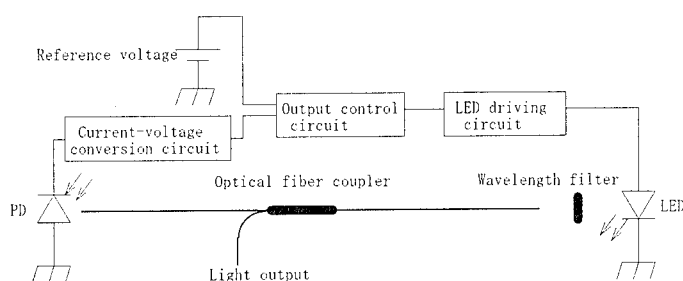 Reference voltage
Output control
circuit
LED driving
circuit
Current-voltage
conversion circuit
Optical fiber coupler
Wavelength filter
PD
LED
Light output